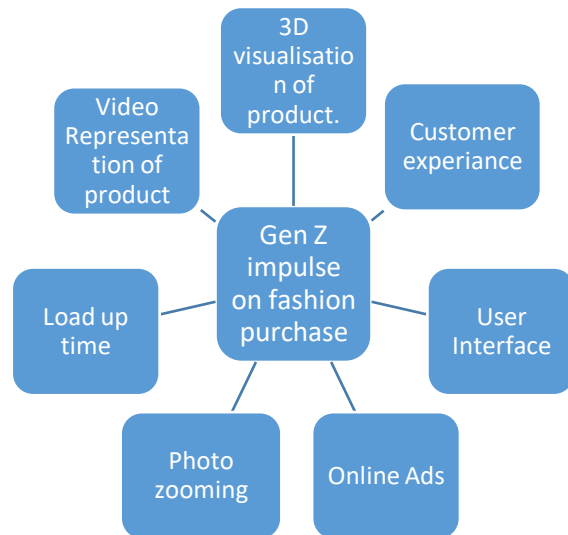 3D
visualisatio
n of
product.
Video
Representa
tion of
product
Customer
experiance
Gen Z
impulse
on fashion
purchase
Load up
time
User
Interface
Photo
zooming
Online Ads